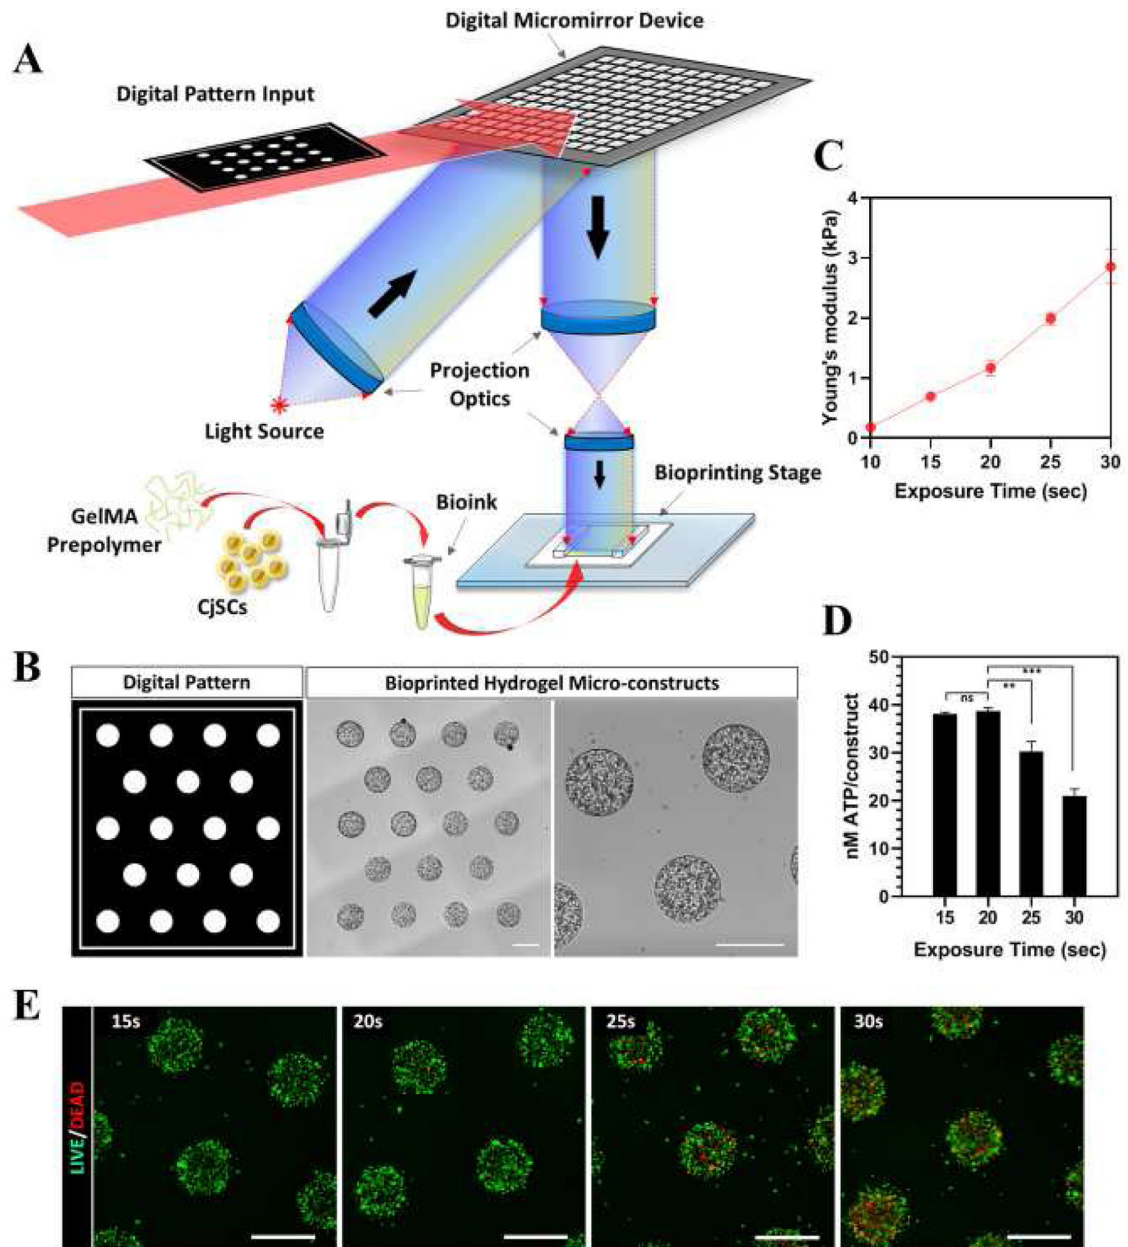 A
Digital Micromirror Device
Digital Pattern Input
Projection
Optics
Light Source
Bioprinting Stage
Bioink
GelMA
Prepolymer
CjSCs
C
Young's modulus (kPa)
4
3
2
1
0
10 15 20 25 30
Exposure Time (sec)
B
Digital Pattern
Bioprinted Hydrogel Micro-constructs
D
nM ATP/construct
50
40
30
20
10
0
ns
**
***
15 20 25 30
Exposure Time (sec)
E
LIVE/DEAD
15s
20s
25s
30s